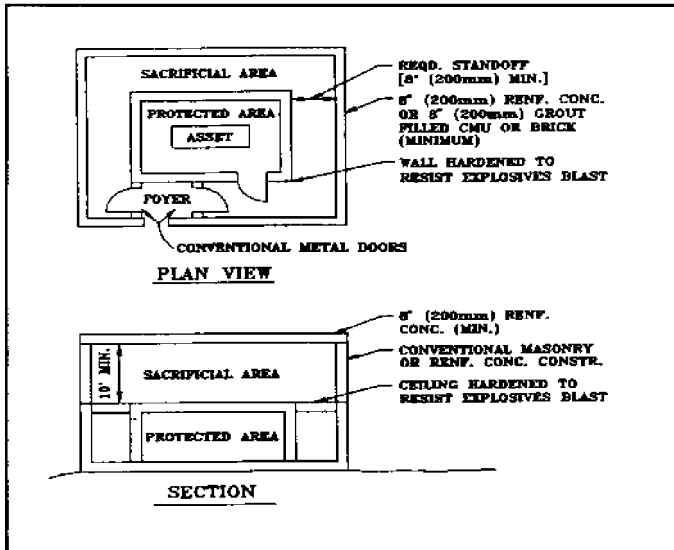 SACRIFICIAL AREA
PROTECTED AREA
ASSET
FOYER
CONVENTIONAL METAL DOORS
PLAN VIEW
REQD. STANDOFF
[8' (200mm) MIN.]
8" (200mm) RENF. CONC.
OR 8" (200mm) GROUT
FILLED CMU OR BRICK
(MINIMUM)
WALL HARDENED TO
RESIST EXPLOSIVES BLAST
8" (200mm) RENF.
CONC. (MIN.)
CONVENTIONAL MASONRY
OR RENF. CONC. CONSTR.
CEILING HARDENED TO
RESIST EXPLOSIVES BLAST
10' MIN.
SACRIFICIAL AREA
PROTECTED AREA
SECTION